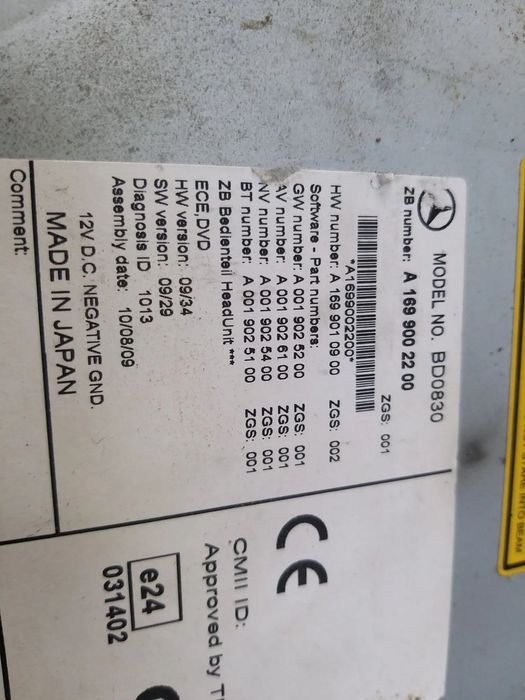 MODEL NO. BD0830
ZB number: A 169 900 22 00 ZGS: 001
*A1699002200*
HW number: A 169 901 09 00 ZGS: 002
Software - Part numbers:
GW number: A 001 902 52 00 ZGS: 001
AV number: A 001 902 61 00 ZGS: 001
NV number: A 001 902 54 00 ZGS: 001
BT number: A 001 902 51 00 ZGS: 001
ZB Bedienteil HeadUnit ***
ECE,DVD
HW version: 09/34
SW version: 09/29
Diagnosis ID 1013
Assembly date: 10/08/09
12V D.C. NEGATIVE GND.
MADE IN JAPAN
Comment:
CE
CMII ID:
Approved by
e24
031402
BEAM